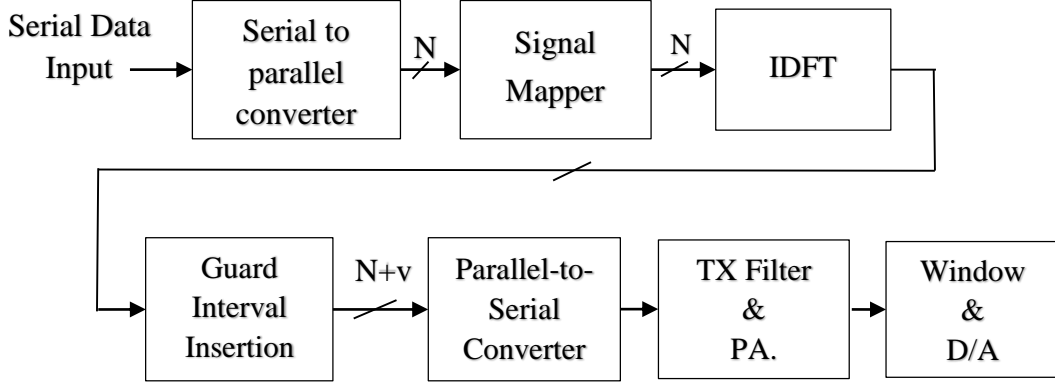 Serial Data
Input
Serial to
parallel
converter
N
Signal
Mapper
N
IDFT
Guard
Interval
Insertion
N+v
Parallel-to-
Serial
Converter
TX Filter
&
PA.
Window
&
D/A